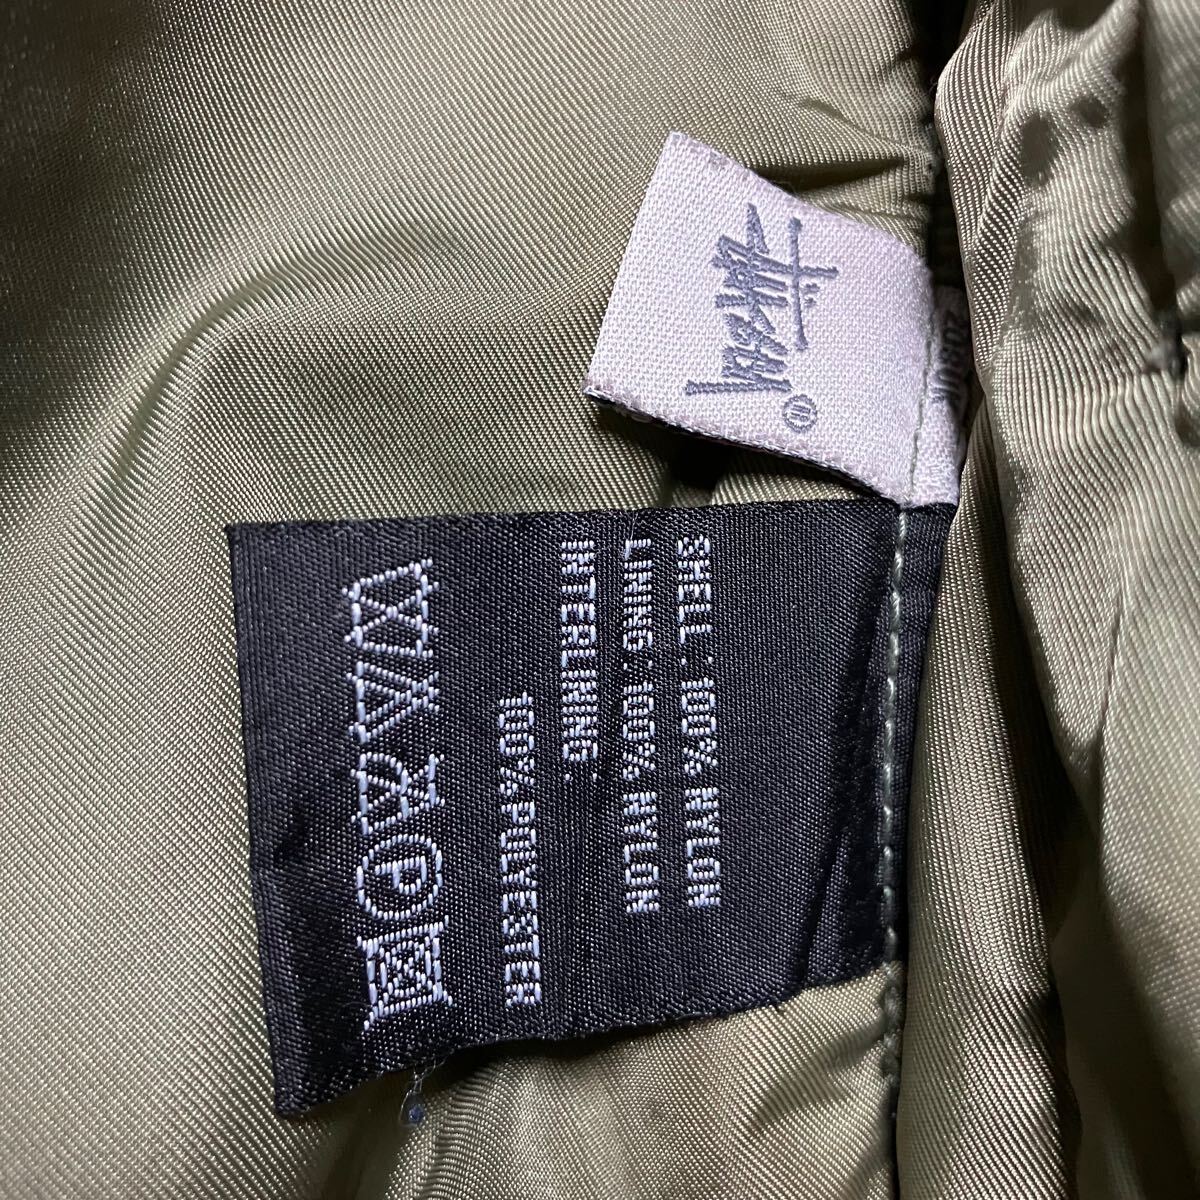 Stüssy ®
SHELL : 100% NYLON
LINING : 100% NYLON
INTERLINING :
100% POLYESTER
P